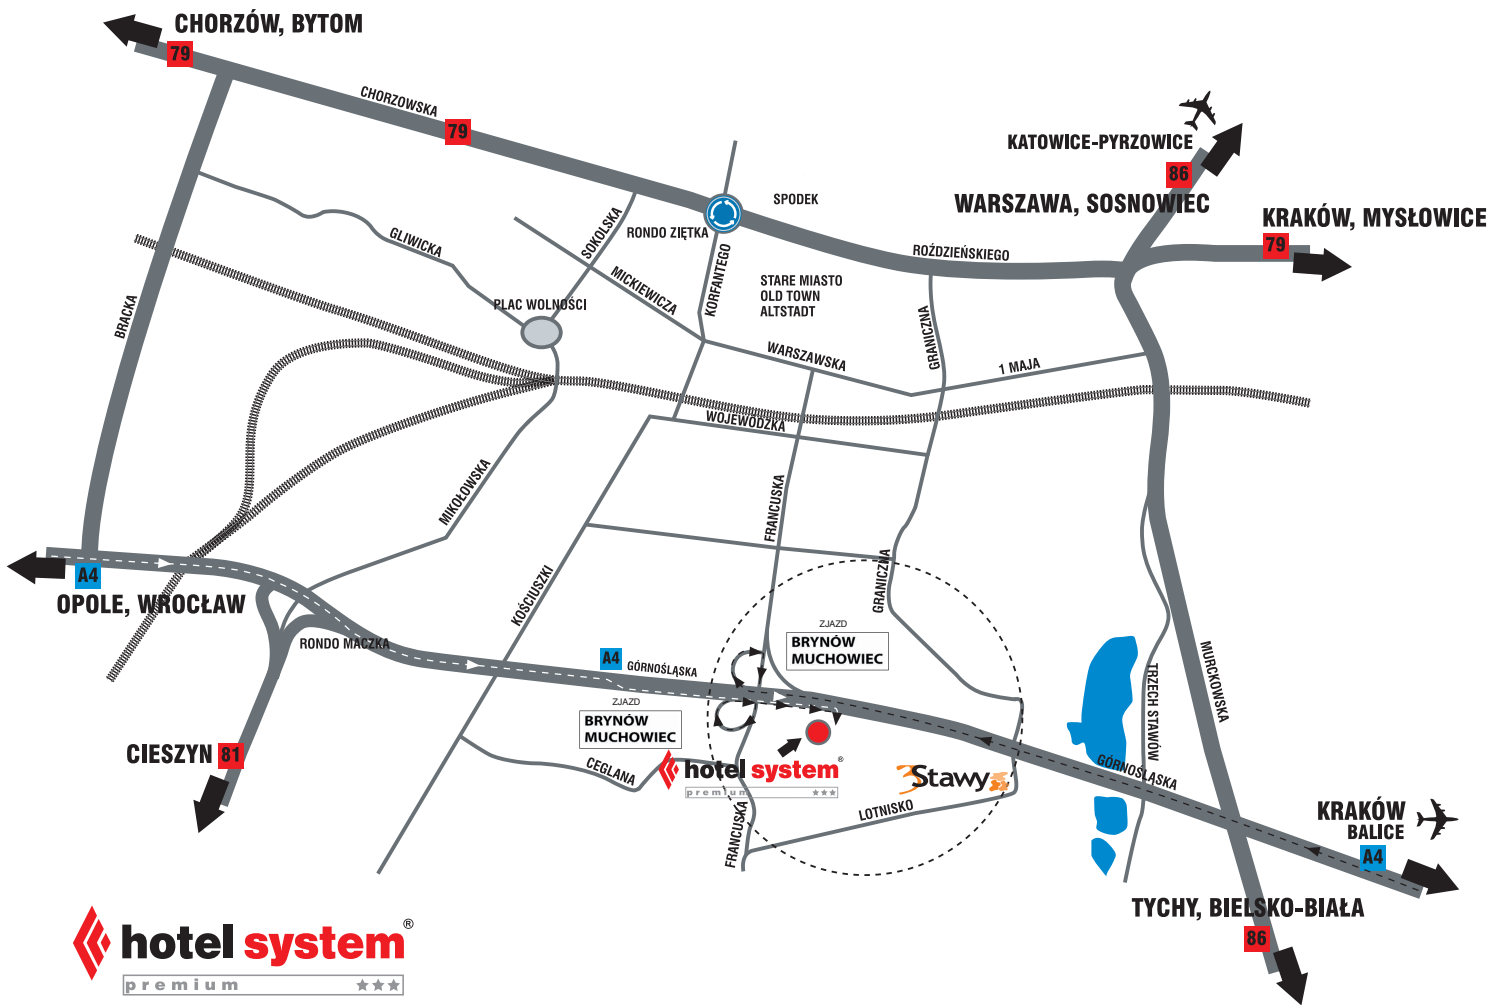 CHORZÓW, BYTOM
79
CHORZOWSKA
79
KATOWICE-PYRZOWICE
86
WARSZAWA, SOSNOWIEC
KRAKÓW, MYSŁOWICE
79
SPODEK
RONDO ZIĘTKA
SOKOLSKA
GLIWICKA
MICKIEWICZA
KORFANTEGO
ROŹDZIEŃSKIEGO
STARE MIASTO
OLD TOWN
ALTSTADT
PLAC WOLNOŚCI
BRACKA
GRANICZNA
WARSZAWSKA
1 MAJA
WOJEWÓDZKA
MIKOŁOWSKA
FRANCUSKA
KOŚCIUSZKI
GRANICZNA
A4
OPOLE, WROCŁAW
RONDO MACZKA
A4
GÓRNOŚLĄSKA
ZJAZD
BRYNÓW
MUCHOWIEC
ZJAZD
BRYNÓW
MUCHOWIEC
TRZECH STAWÓW
MURCKOWSKA
CIESZYN
81
CEGLANA
hotel system®
premium ★★★
3Stawy
GÓRNOŚLĄSKA
LOTNISKO
FRANCUSKA
KRAKÓW
BALICE
A4
TYCHY, BIELSKO-BIAŁA
86
hotel system®
premium ★★★